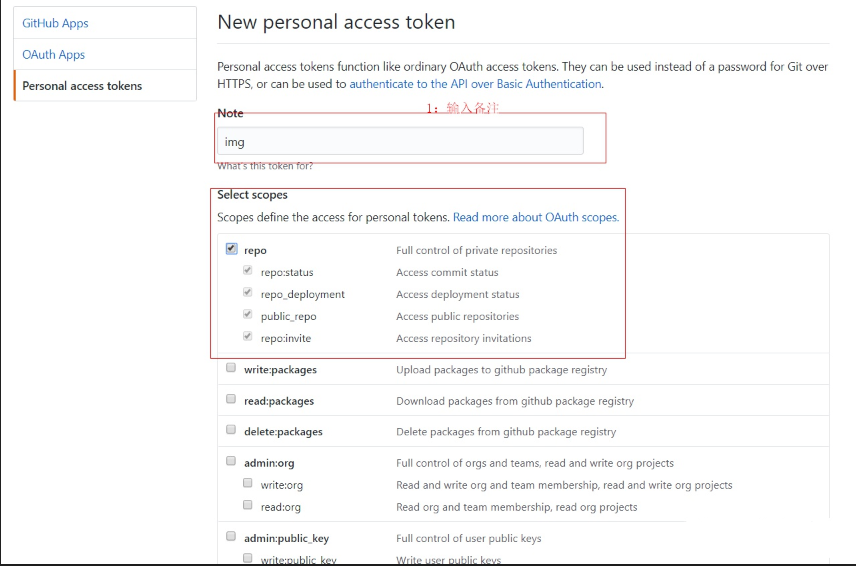 GitHub Apps
OAuth Apps
Personal access tokens
New personal access token
Personal access tokens function like ordinary OAuth access tokens. They can be used instead of a password for Git over
HTTPS, or can be used to authenticate to the API over Basic Authentication.
1：输入备注
Note
img
What's this token for?
Select scopes
Scopes define the access for personal tokens. Read more about OAuth scopes.
repo Full control of private repositories
repo:status Access commit status
repo_deployment Access deployment status
public_repo Access public repositories
repo:invite Access repository invitations
write:packages Upload packages to github package registry
read:packages Download packages from github package registry
delete:packages Delete packages from github package registry
admin:org Full control of orgs and teams, read and write org projects
write:org Read and write org and team membership, read and write org projects
read:org Read org and team membership, read org projects
admin:public_key Full control of user public keys
write:public_key Write user public keys